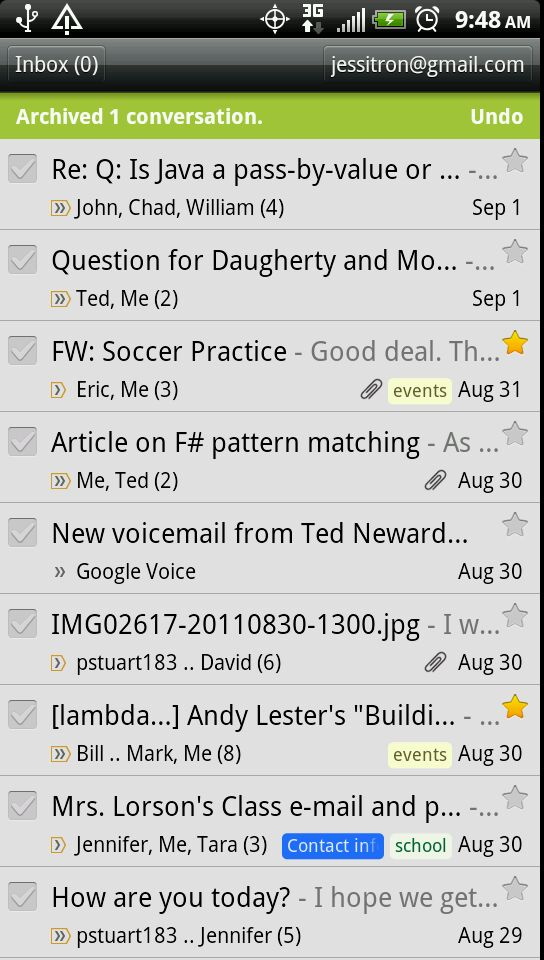 3G 9:48 AM
Inbox (0) jessitron@gmail.com
Archived 1 conversation. Undo
Re: Q: Is Java a pass-by-value or ... -...
John, Chad, William (4) Sep 1
Question for Daugherty and Mo... -...
Ted, Me (2) Sep 1
FW: Soccer Practice - Good deal. Th...
Eric, Me (3) events Aug 31
Article on F# pattern matching - As ...
Me, Ted (2) Aug 30
New voicemail from Ted Neward...
Google Voice Aug 30
IMG02617-20110830-1300.jpg - I w...
pstuart183 .. David (6) Aug 30
[lambda...] Andy Lester's "Buildi... - ...
Bill .. Mark, Me (8) events Aug 30
Mrs. Lorson's Class e-mail and p... -...
Jennifer, Me, Tara (3) Contact inf school Aug 30
How are you today? - I hope we get...
pstuart183 .. Jennifer (5) Aug 29